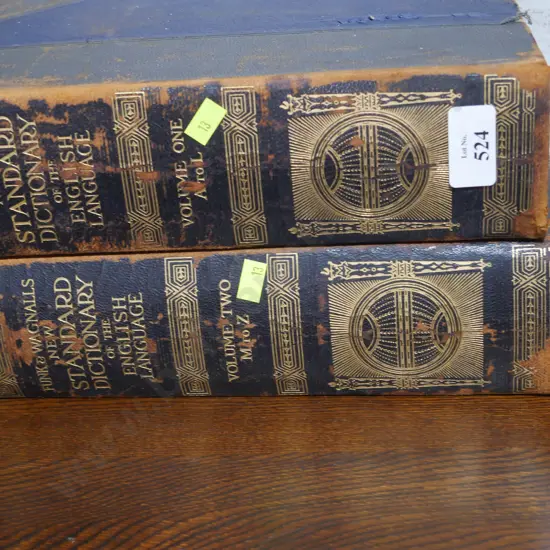 STANDARD
DICTIONARY
OF THE
ENGLISH
LANGUAGE
VOLUME ONE
A TO L
13
Lot No.
524
FUNK & WAGNALLS
NEW
STANDARD
DICTIONARY
OF THE
ENGLISH
LANGUAGE
VOLUME TWO
M TO Z
13